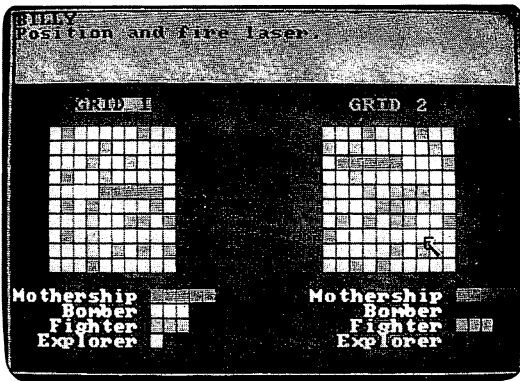 BILLY
Position and fire laser.
GRID 1 GRID 2
Mothership Mothership
Bomber Bomber
Fighter Fighter
Explorer Explorer